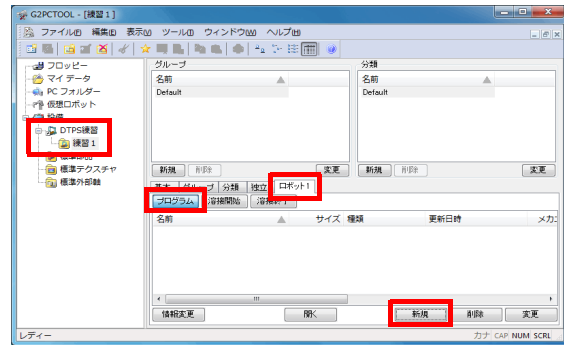 G2PCTOOL - [練習1]
ファイル(F) 編集(E) 表示(V) ツール(O) ウィンドウ(W) ヘルプ(H)
フロッピー
マイ データ
PC フォルダー
仮想ロボット
DTPS練習
練習 1
標準テクスチャ
標準外部軸
グループ
名前
Default
新規 削除 変更
分類
名前
Default
新規 削除 変更
分類 独立 ロボット1
プログラム 溶接開始
名前 サイズ 種類 更新日時 メカ
情報変更 開く 新規 削除 変更
レディー カナ CAP NUM SCRL